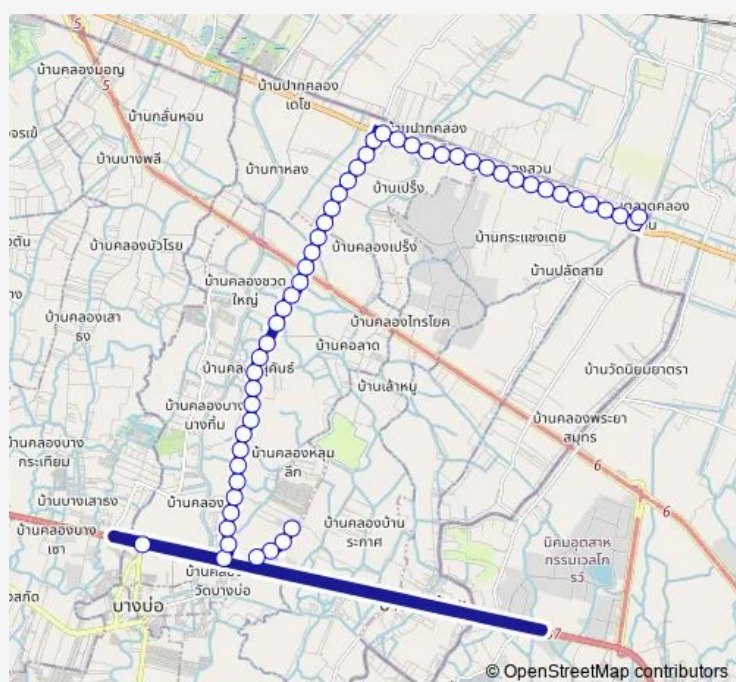 5
บ้านคลองมอญ
บ้านปากคลอง
เดโช
บ้านกลั่นหอม
บ้านปากคลอง
บ้านบางพลี
5
บ้านกาหลง
บ้านเปร็ง
องสวน
บ้านคลองบัวโรย
บ้านคลองเปร็ง
บ้านกระแชงเตย
บ้านคลองชวด
ใหญ่
บ้านปลัดสาย
บ้านคลองเสา
ธง
บ้านคลองไทรโยค
บ้านคอลาด
บ้านเล้าหมู
บ้านวัดนิยมยาตรา
บ้านคลองบาง
กระเทียม
บ้านคลองพระยา
สมุทร
บ้านคลองหลุม
ลึก
6
6
บ้านบางเสาธง
บ้านคลอง
บ้านคลองบาง
เซา
บ้านคลองบ้าน
ระกาศ
นิคมอุตสาห
กรรมเวลโก
รว์
วัดบางบ่อ
บางบ่อ
7
© OpenStreetMap contributors